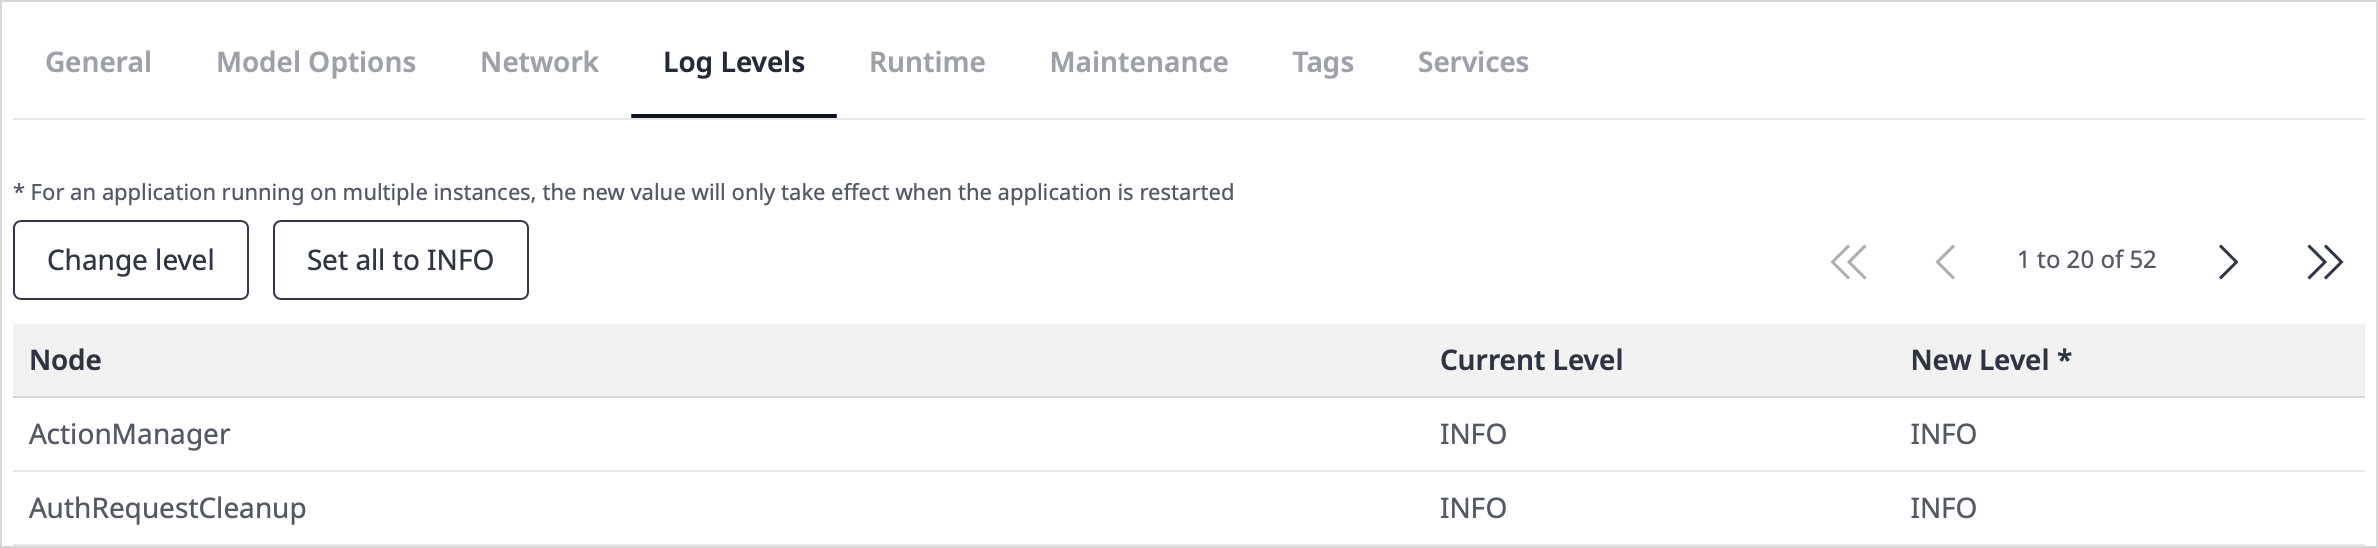 General Model Options Network Log Levels Runtime Maintenance Tags Services
* For an application running on multiple instances, the new value will only take effect when the application is restarted
Change level Set all to INFO 1 to 20 of 52
Node Current Level New Level *
ActionManager INFO INFO
AuthRequestCleanup INFO INFO